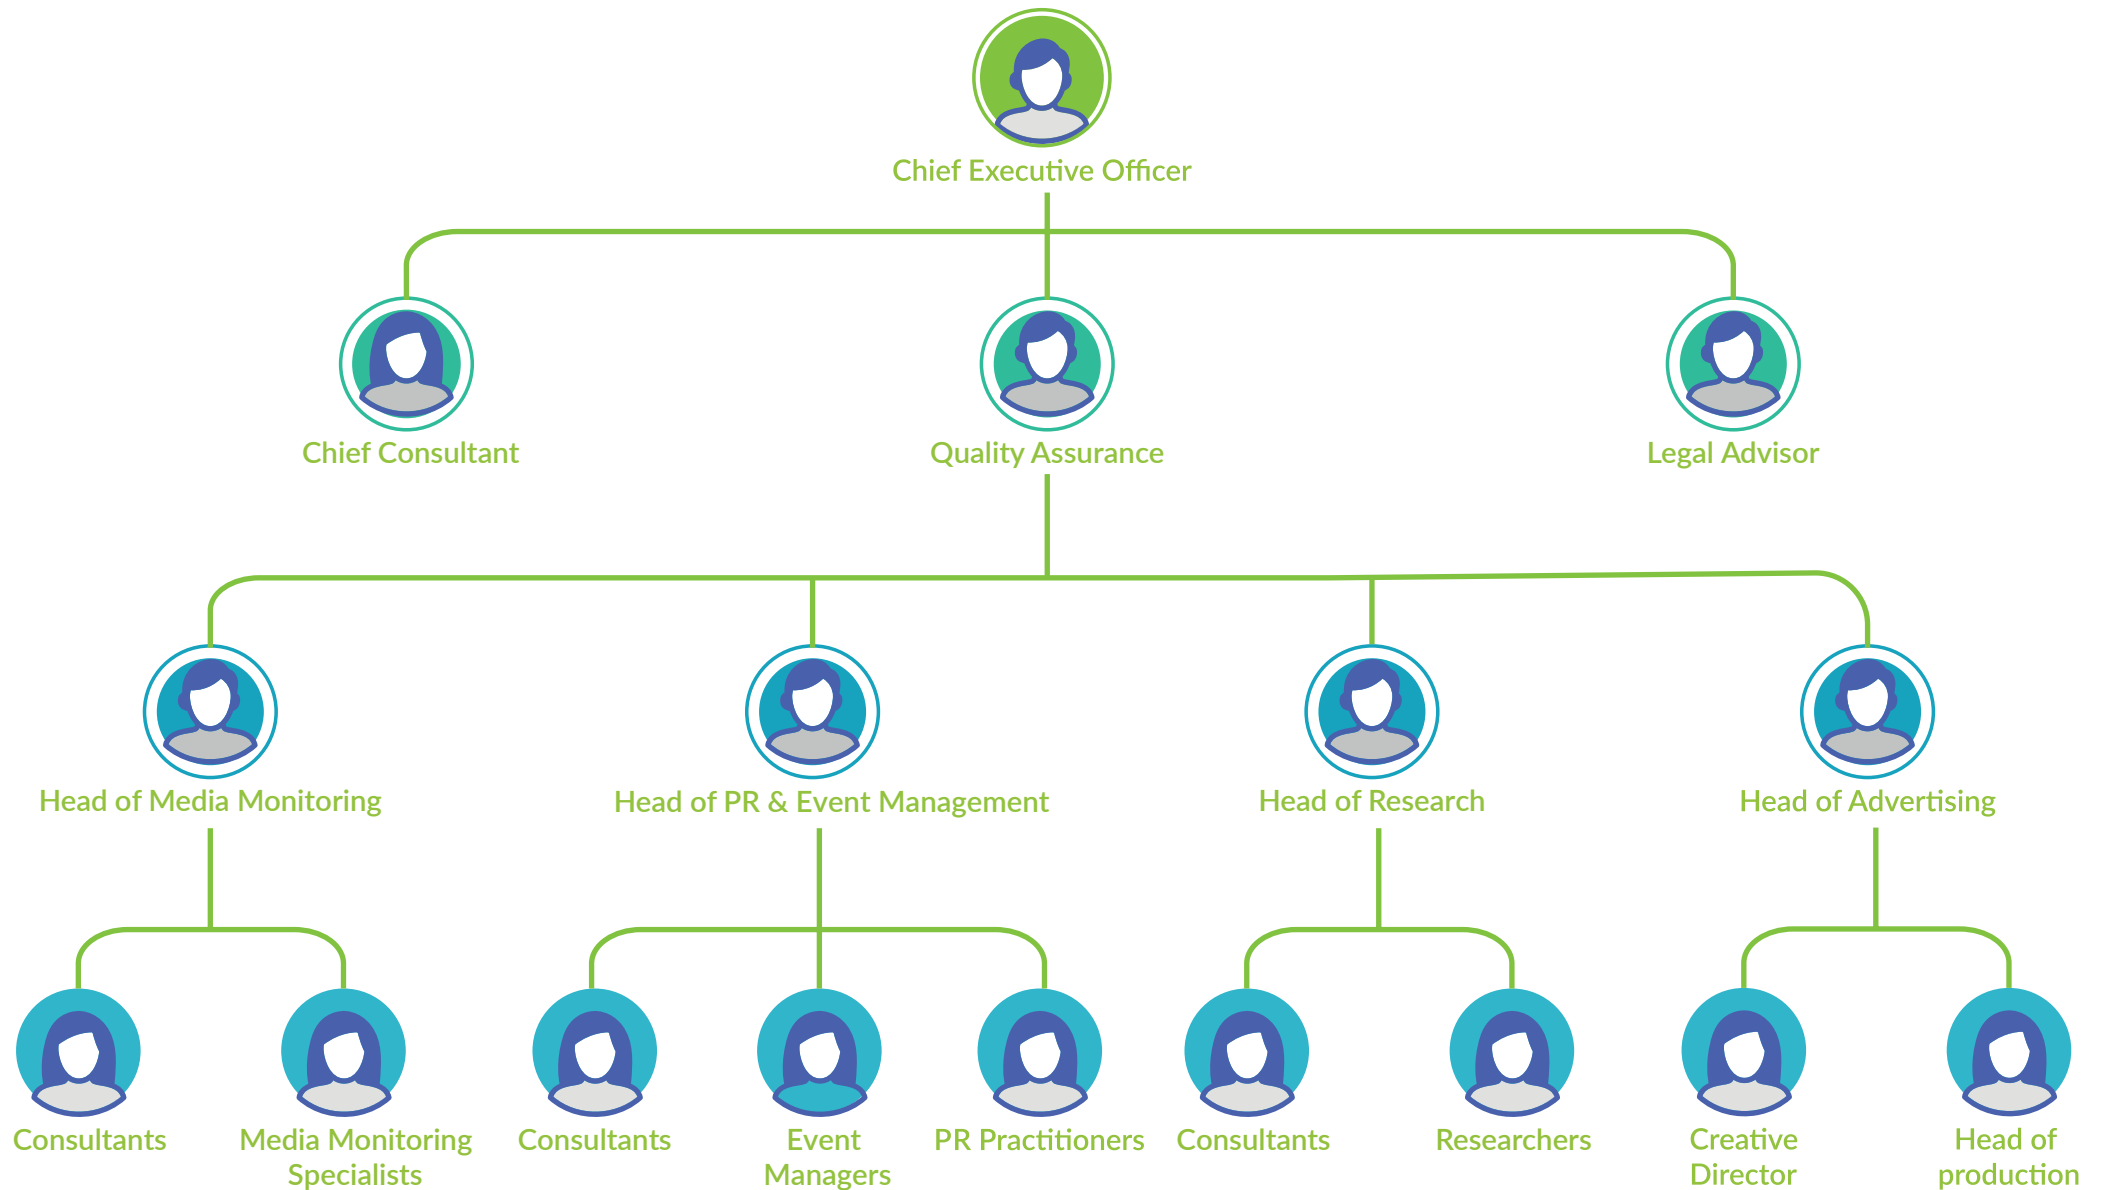 Chief Executive Officer
Chief Consultant
Quality Assurance
Legal Advisor
Head of Media Monitoring
Head of PR & Event Management
Head of Research
Head of Advertising
Consultants
Media Monitoring
Specialists
Consultants
Event
Managers
PR Practitioners
Consultants
Researchers
Creative
Director
Head of
production